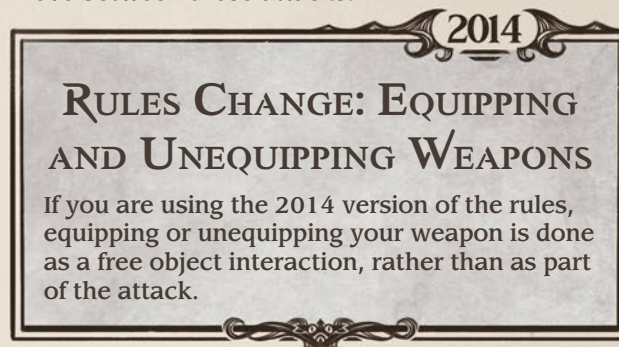 2014
RULES CHANGE: EQUIPPING
AND UNEQUIPPING WEAPONS
If you are using the 2014 version of the rules,
equipping or unequipping your weapon is done
as a free object interaction, rather than as part
of the attack.